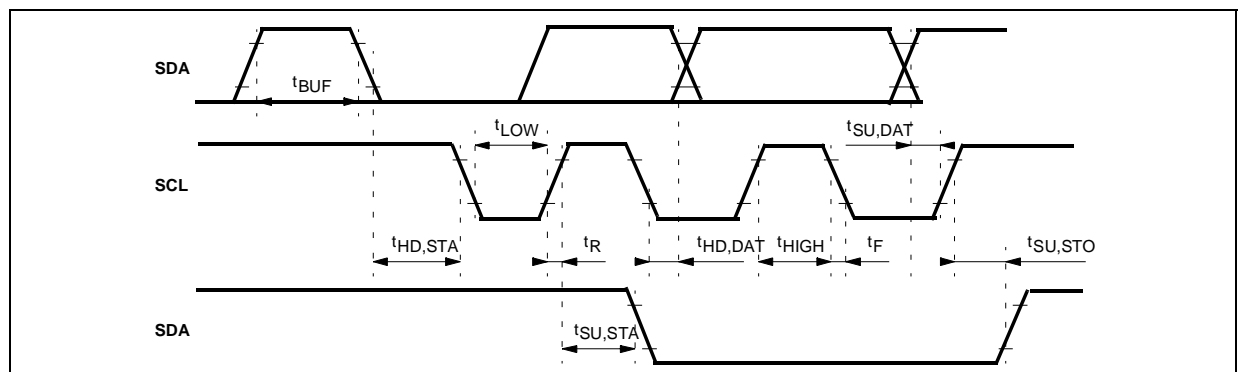 SDA
tBUF
tLOW
tSU,DAT
SCL
tHD,STA
tR
tHD,DAT
tHIGH
tF
tSU,STO
SDA
tSU,STA